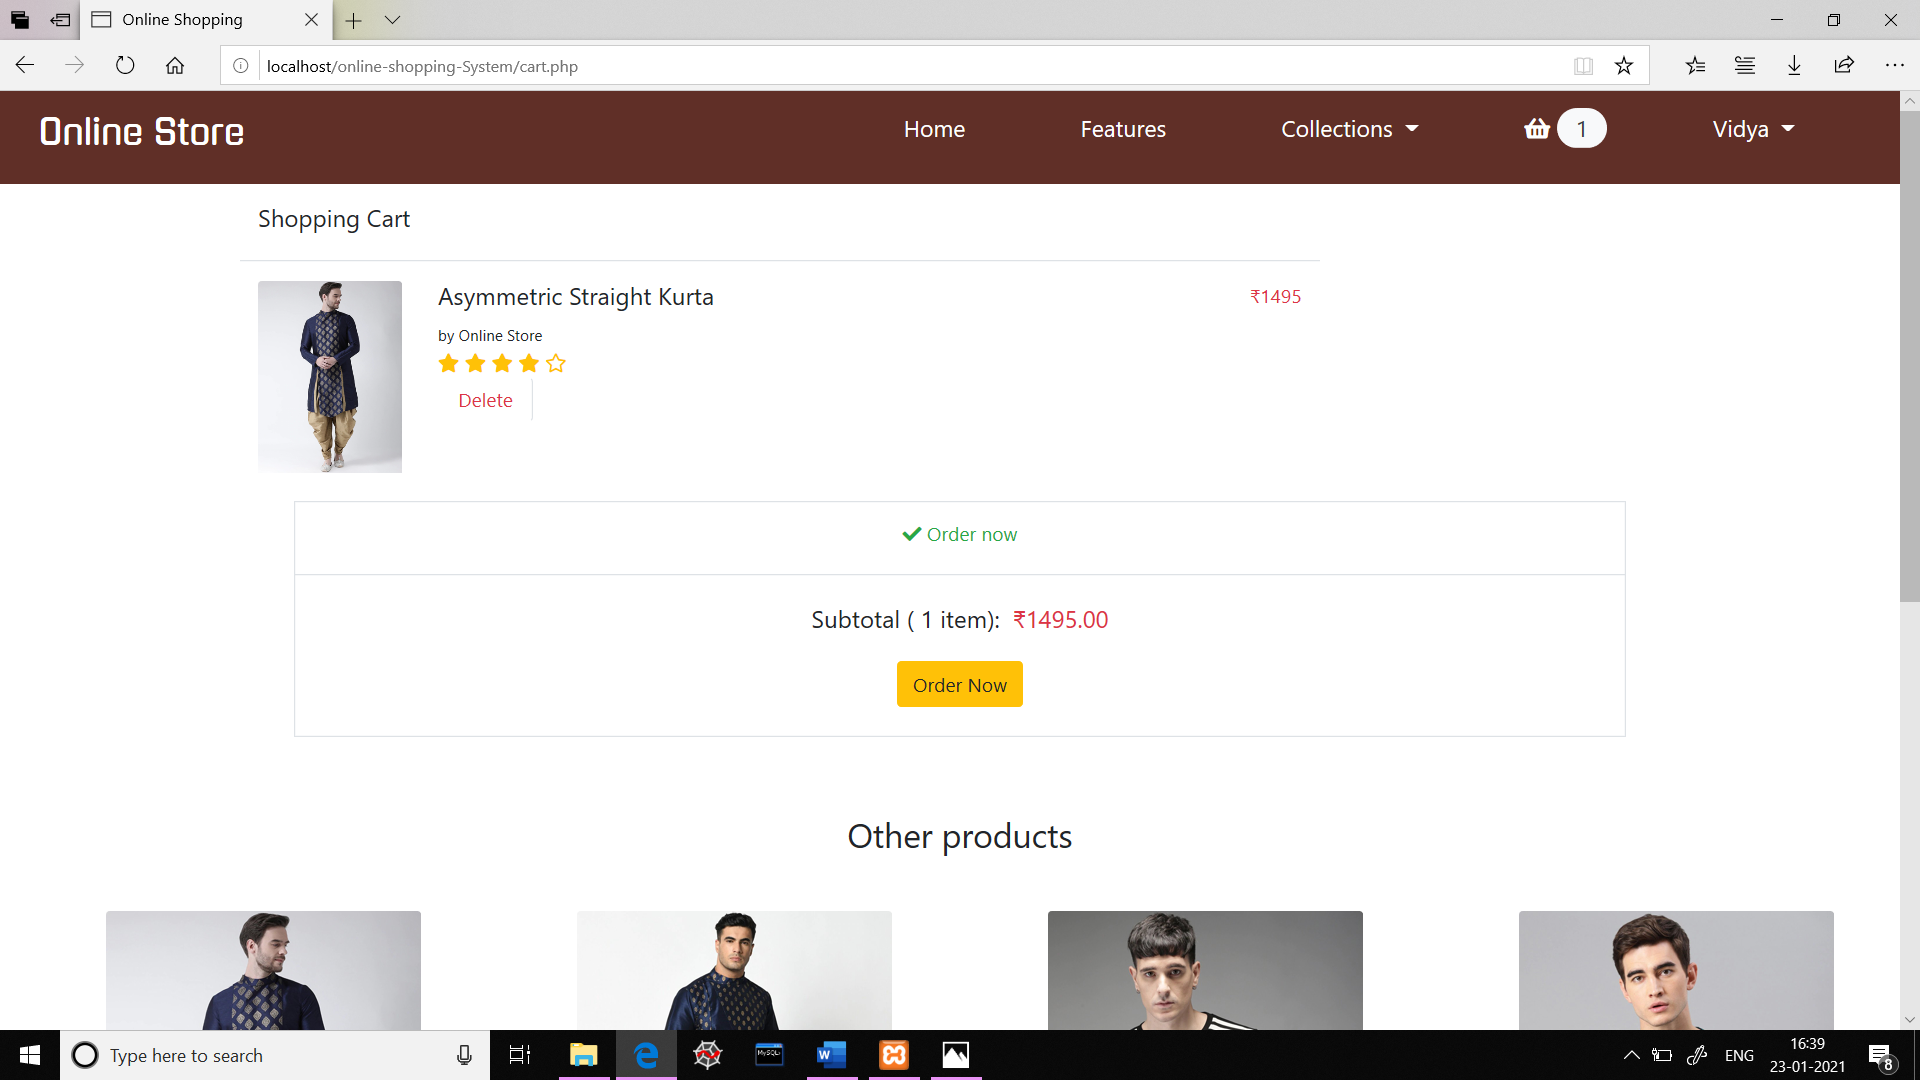 Online Shopping
localhost/online-shopping-System/cart.php
Online Store
Home
Features
Collections
1
Vidya
Shopping Cart
Asymmetric Straight Kurta
₹1495
by Online Store
Delete
Order now
Subtotal ( 1 item): ₹1495.00
Order Now
Other products
Type here to search
MySQL
W
ENG
16:39
23-01-2021
8